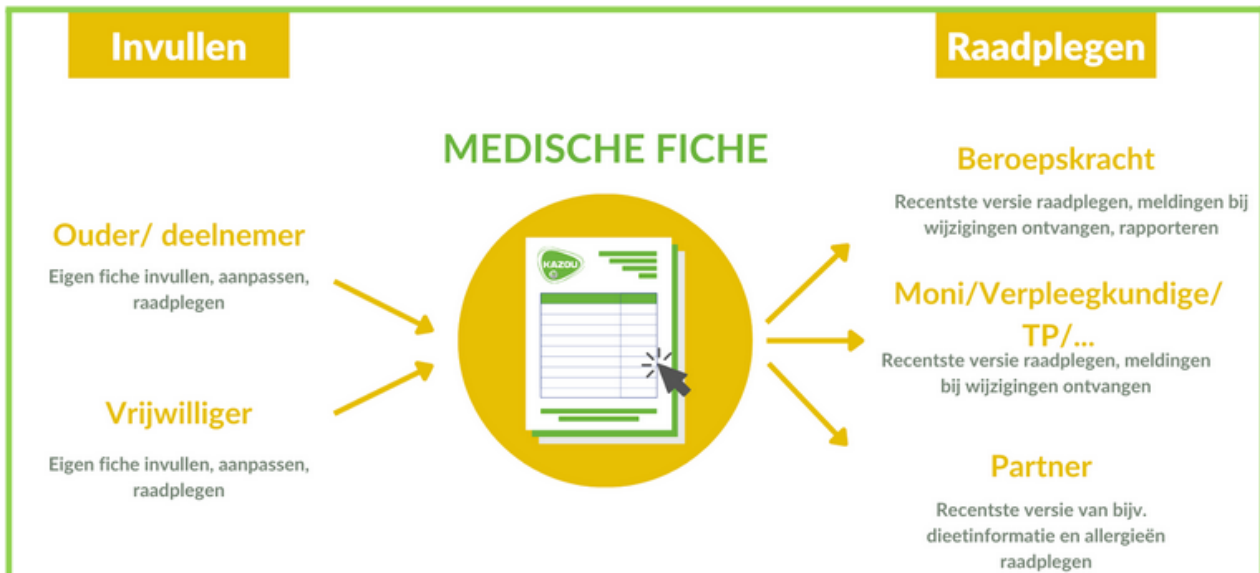 Invullen
Raadplegen
MEDISCHE FICHE
Ouder/ deelnemer
Eigen fiche invullen, aanpassen,
raadplegen
Vrijwilliger
Eigen fiche invullen, aanpassen,
raadplegen
KAZOU
Beroepskracht
Recentste versie raadplegen, meldingen bij
wijzigingen ontvangen, rapporteren
Moni/Verpleegkundige/
TP/...
Recentste versie raadplegen, meldingen
bij wijzigingen ontvangen
Partner
Recentste versie van bijv.
dieetinformatie en allergieën
raadplegen